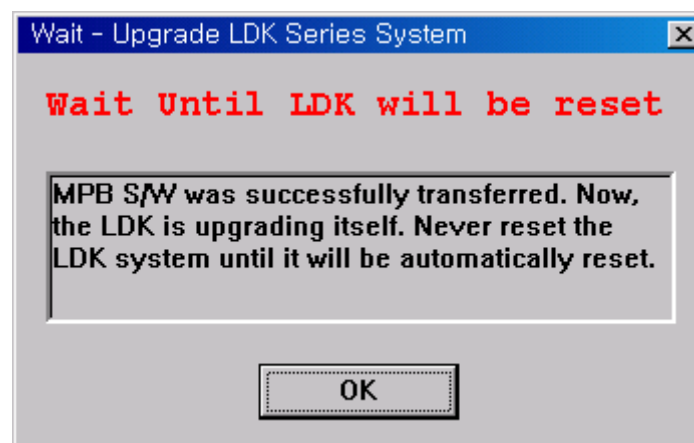 Wait - Upgrade LDK Series System
Wait Until LDK will be reset
MPB S/W was successfully transferred. Now,
the LDK is upgrading itself. Never reset the
LDK system until it will be automatically reset.
OK